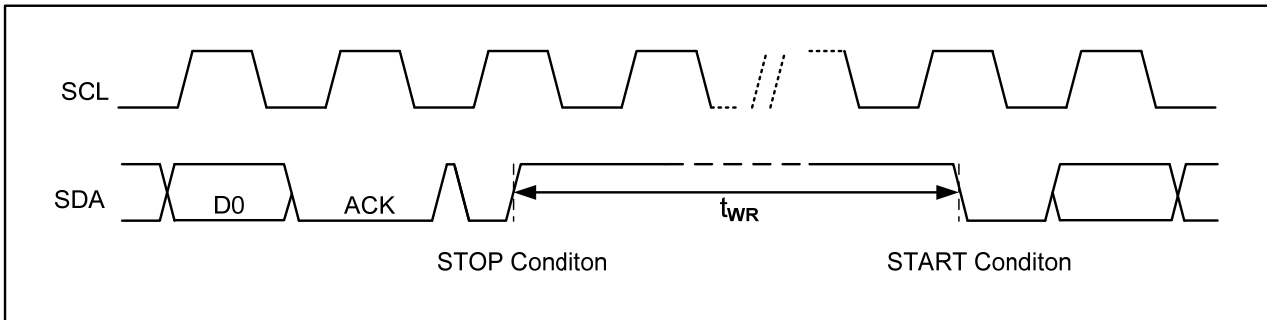 SCL
SDA
D0
ACK
tWR
STOP Conditon
START Conditon